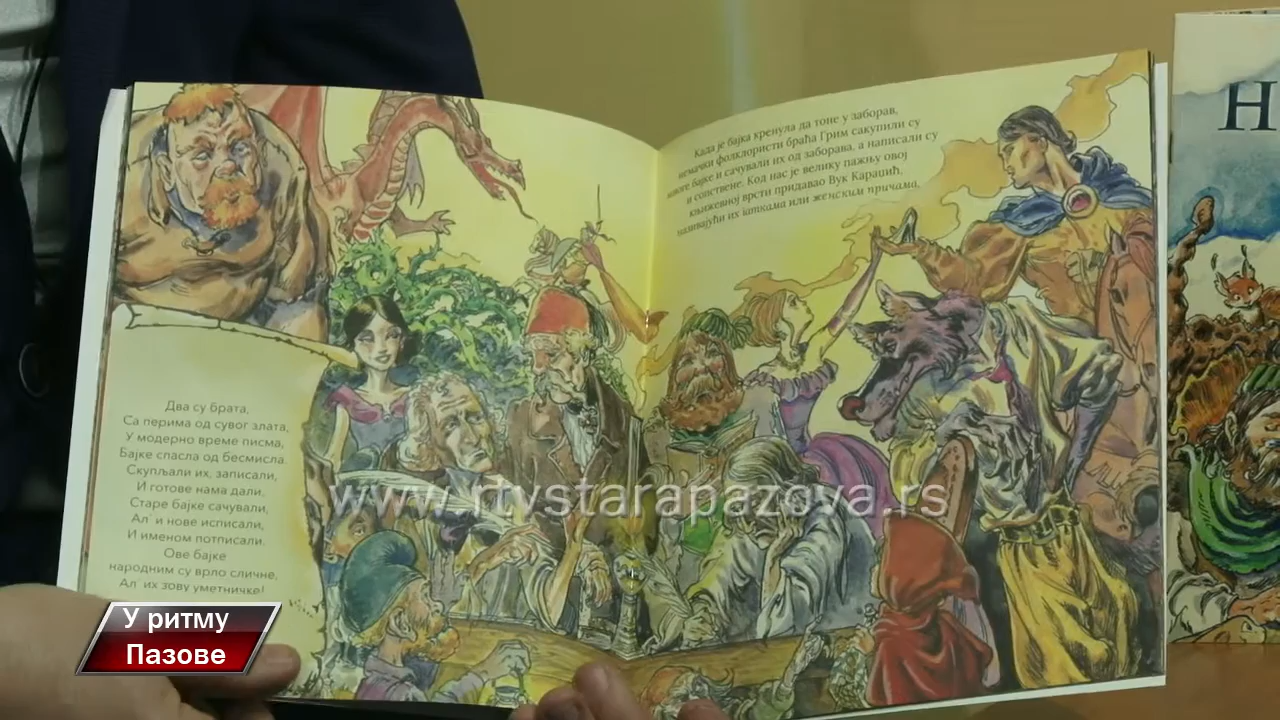 Када је бајка кренула да тоне у заборав,
немачки фолклористи браћа Грим сакупили су
многе бајке и сачували их од заборава, а написали су
и сопствене. Код нас је велику пажњу овој
књижевној врсти придавао Вук Караџић,
називајући их гаткама или женским причама.
Два су брата,
Са перима од сувог злата,
У модерно време писма,
Бајке спасла од бесмисла.
Скупљали их, записали,
И готове нама дали,
Старе бајке сачували,
Ал' и нове исписали,
И именом потписали.
Ове бајке
народним су врло сличне,
Ал' их зову уметничке!
Н
www.rtvstarapazova.rs
У ритму
Пазове